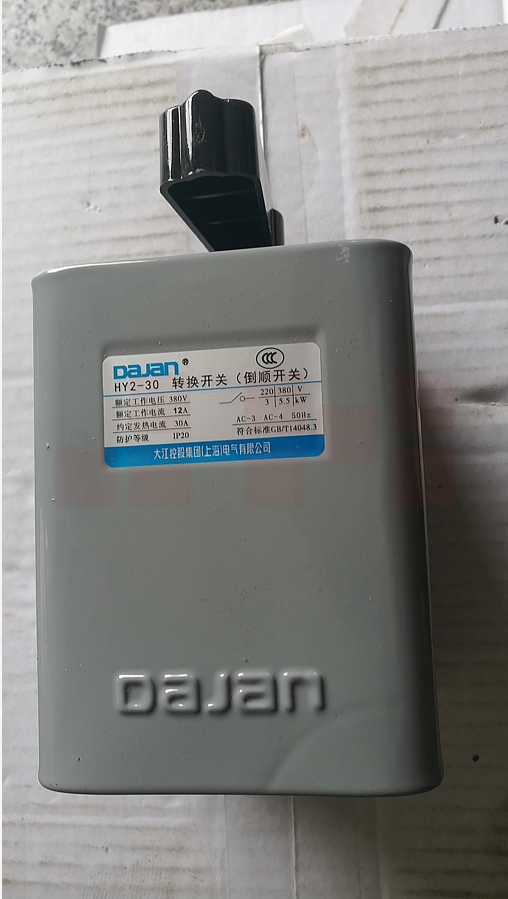 DAJAN®
CCC
HY2-30 转换开关（倒顺开关）
额定工作电压 380V
额定工作电流 12A
约定发热电流 30A
防护等级 IP20
220 380 V
3 5.5 kW
AC-3 AC-4 50Hz
符合标准GB/T14048.3
大江控股集团(上海)电气有限公司
DAJAN